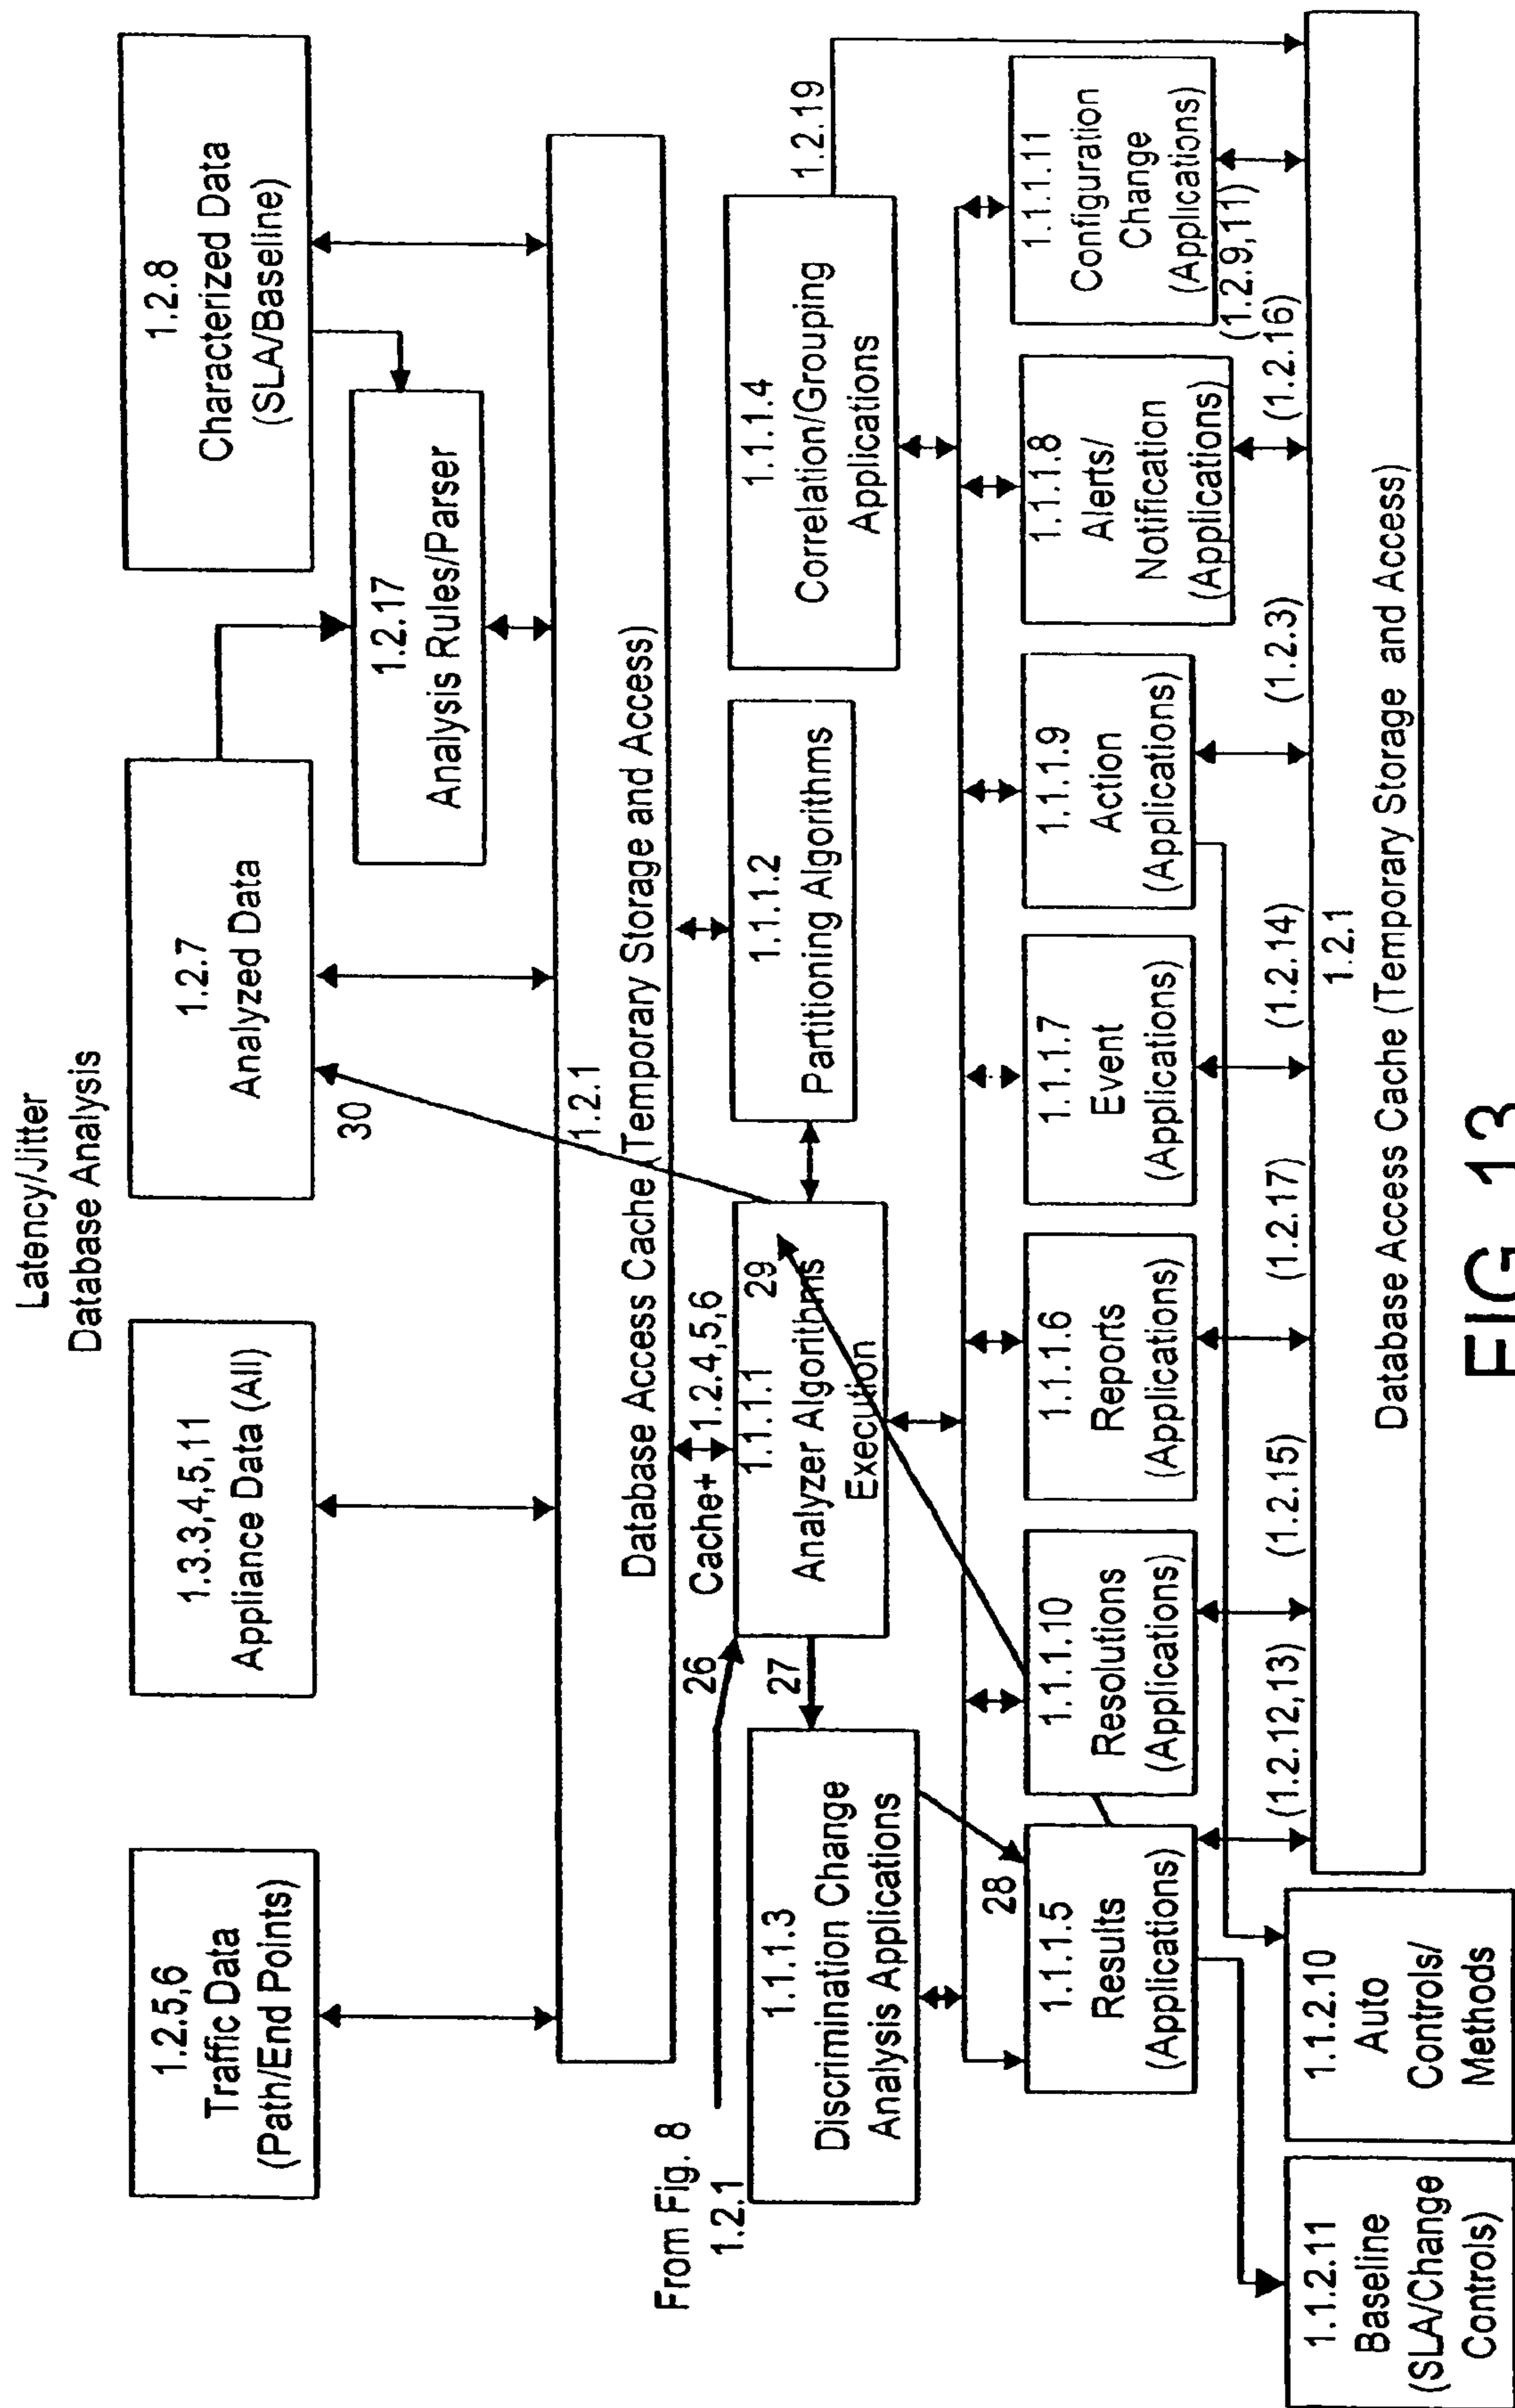 Latency/Jitter
Database Analysis
1.2.5,6
Traffic Data
(Path/End Points)
1.3.3,4,5,11
Appliance Data (All)
1.2.7
Analyzed Data
1.2.8
Characterized Data
(SLA/Baseline)
30
1.2.17
Analysis Rules/Parser
1.2.1
Database Access Cache (Temporary Storage and Access)
From Fig. 8
1.2.1
26
Cache+
1.2.4,5,6
27
1.1.1.3
Discrimination Change
Analysis Applications
1.1.1.1
29
Analyzer Algorithms
Execution
1.1.1.2
Partitioning Algorithms
1.1.1.4
Correlation/Grouping
Applications
1.2.19
28
1.1.1.5
Results
(Applications)
1.1.1.10
Resolutions
(Applications)
1.1.1.6
Reports
(Applications)
1.1.1.7
Event
(Applications)
1.1.1.9
Action
(Applications)
1.1.1.8
Alerts/
Notification
(Applications)
1.1.1.11
Configuration
Change
(Applications)
(1.2.12,13)
(1.2.15)
(1.2.17)
(1.2.14)
(1.2.3)
(1.2.16)
(1.2.9,11)
1.2.1
Database Access Cache (Temporary Storage and Access)
1.1.2.11
Baseline
(SLA/Change
Controls)
1.1.2.10
Auto
Controls/
Methods
FIG. 13